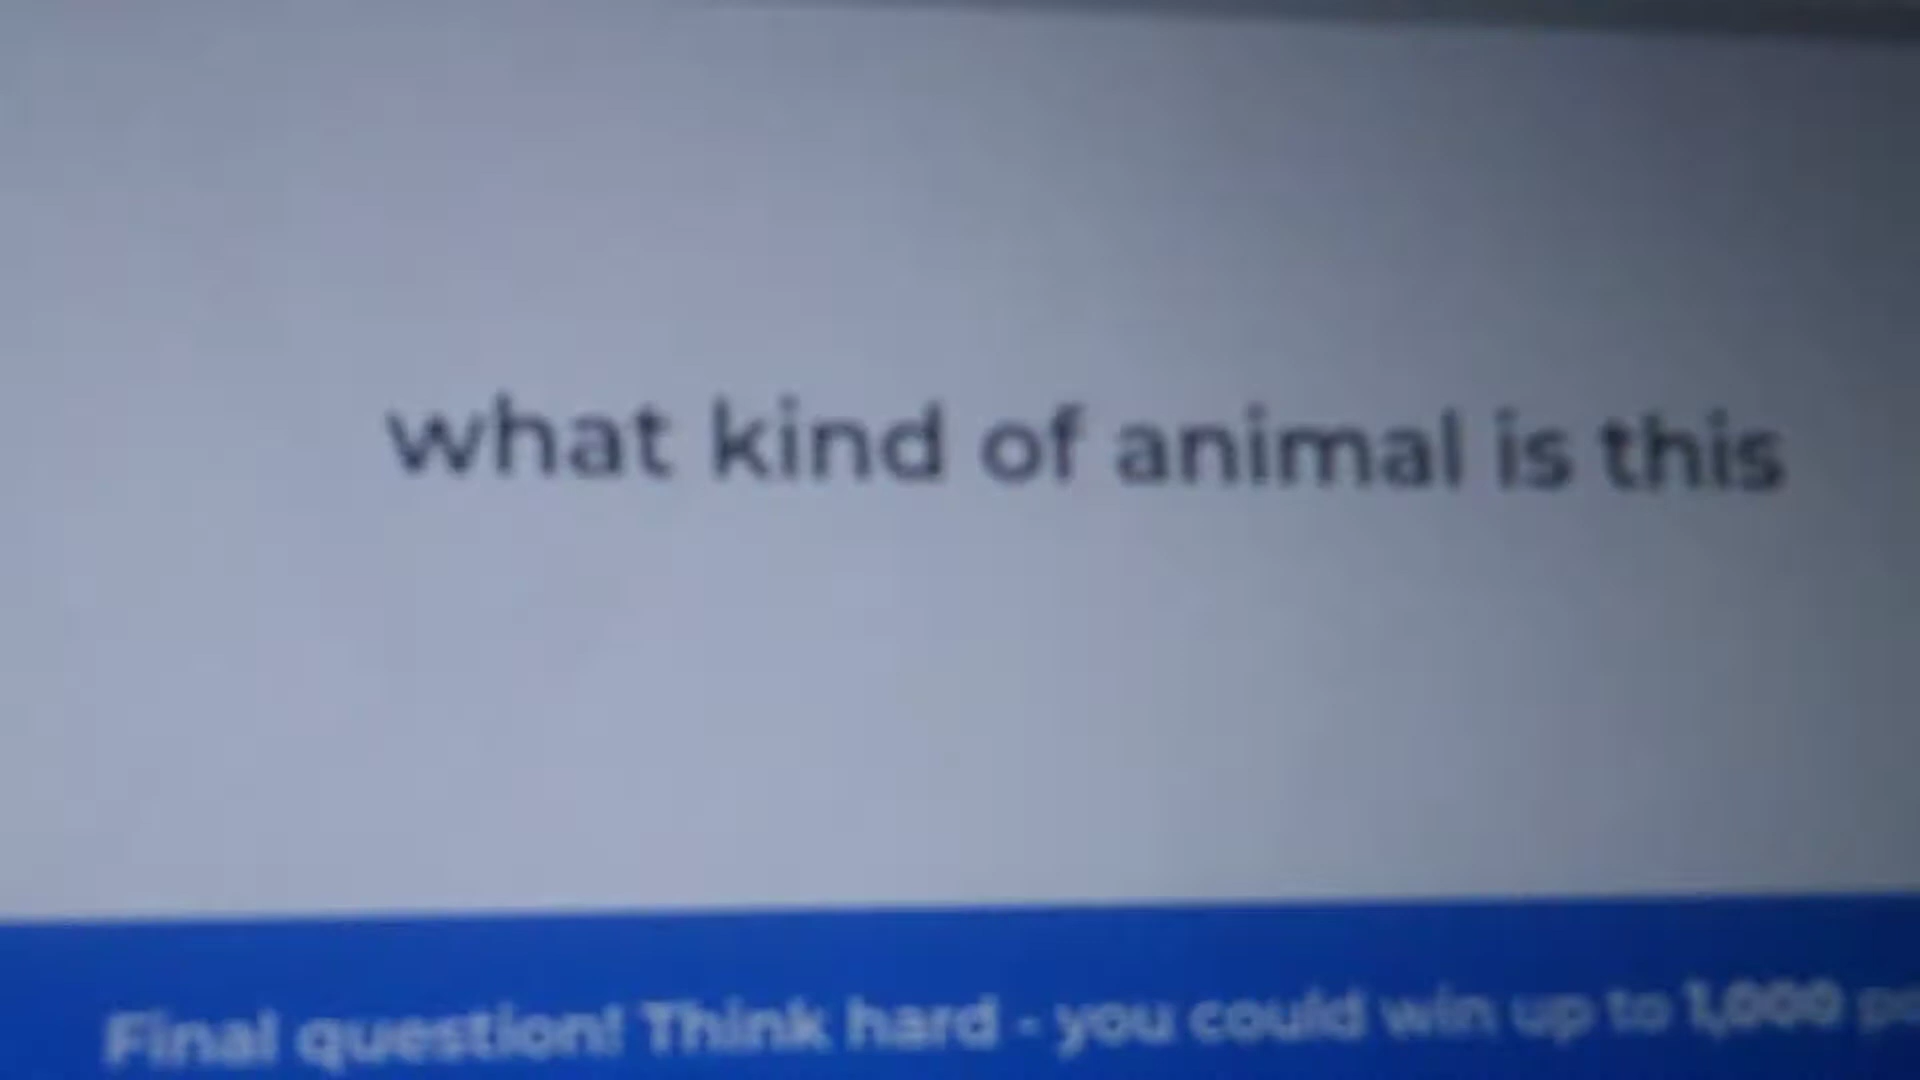 what kind of animal is this
Final question! Think hard - you could win up to 1,000